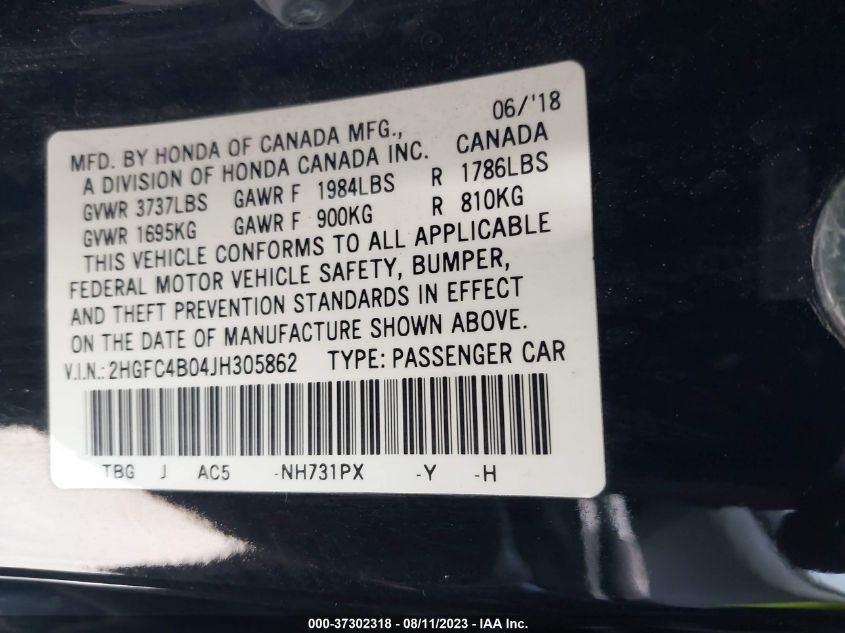 06/'18
MFD. BY HONDA OF CANADA MFG., CANADA
A DIVISION OF HONDA CANADA INC.
GVWR 3737LBS GAWR F 1984LBS R 1786LBS
GVWR 1695KG GAWR F 900KG R 810KG
THIS VEHICLE CONFORMS TO ALL APPLICABLE
FEDERAL MOTOR VEHICLE SAFETY, BUMPER,
AND THEFT PREVENTION STANDARDS IN EFFECT
ON THE DATE OF MANUFACTURE SHOWN ABOVE.
V.I.N.: 2HGFC4B04JH305862 TYPE: PASSENGER CAR
TBG J AC5 -NH731PX -Y -H
000-37302318 - 08/11/2023 - IAA Inc.